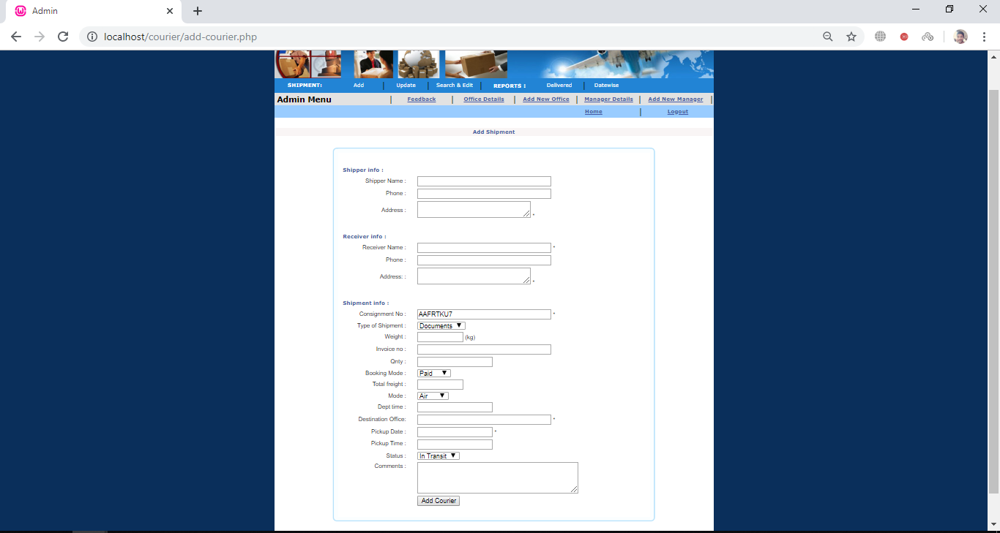 Admin
localhost/courier/add-courier.php
SHIPMENT: Add Update Search & Edit REPORTS : Delivered Datewise
Admin Menu Feedback Office Details Add New Office Manager Details Add New Manager
Home Logout
Add Shipment
Shipper info :
Shipper Name :
Phone :
Address : *
Receiver info :
Receiver Name : *
Phone :
Address: : *
Shipment info :
Consignment No : AAFRTKU7 *
Type of Shipment : Documents
Weight : (kg)
Invoice no :
Qnty :
Booking Mode : Paid
Total freight :
Mode : Air
Dept time :
Destination Office: *
Pickup Date : *
Pickup Time :
Status : In Transit
Comments :
Add Courier